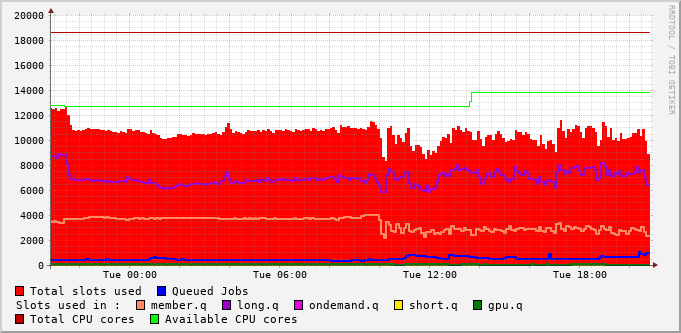 20000
18000
16000
14000
12000
10000
8000
6000
4000
2000
0
Tue 00:00 Tue 06:00 Tue 12:00 Tue 18:00
RRDTOOL / TOBI OETIKER
Total slots used Queued Jobs
Slots used in : member.q long.q ondemand.q short.q gpu.q
Total CPU cores Available CPU cores